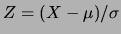 Z = (X − μ)/σ